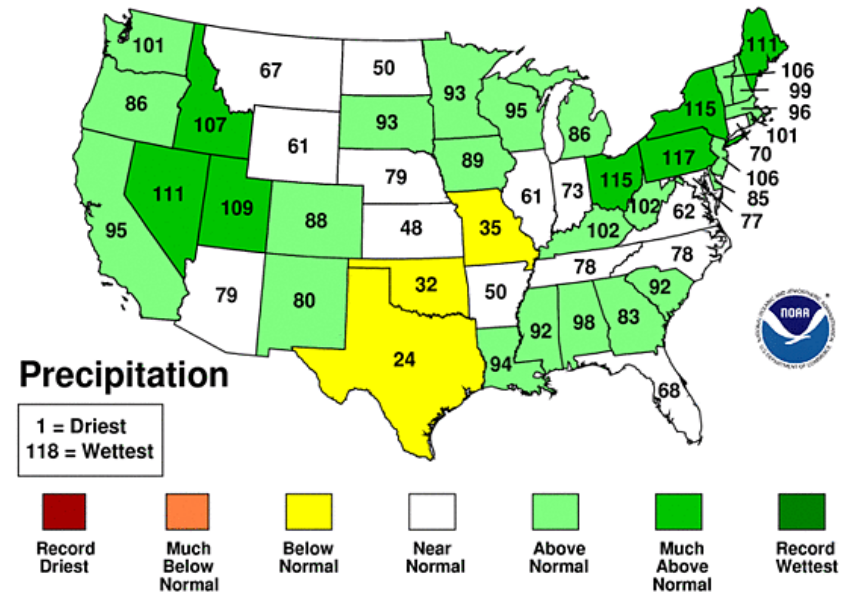 111
101
67
50
106
93
99
86
115
96
107
93
95
86
101
61
89
70
117
79
61
73
115
106
111
109
102
85
88
62
77
95
48
35
102
78
79
80
32
50
78
92
92
98
83
24
94
68
NOAA
Precipitation
1 = Driest
118 = Wettest
Record
Driest
Much
Below
Normal
Below
Normal
Near
Normal
Above
Normal
Much
Above
Normal
Record
Wettest